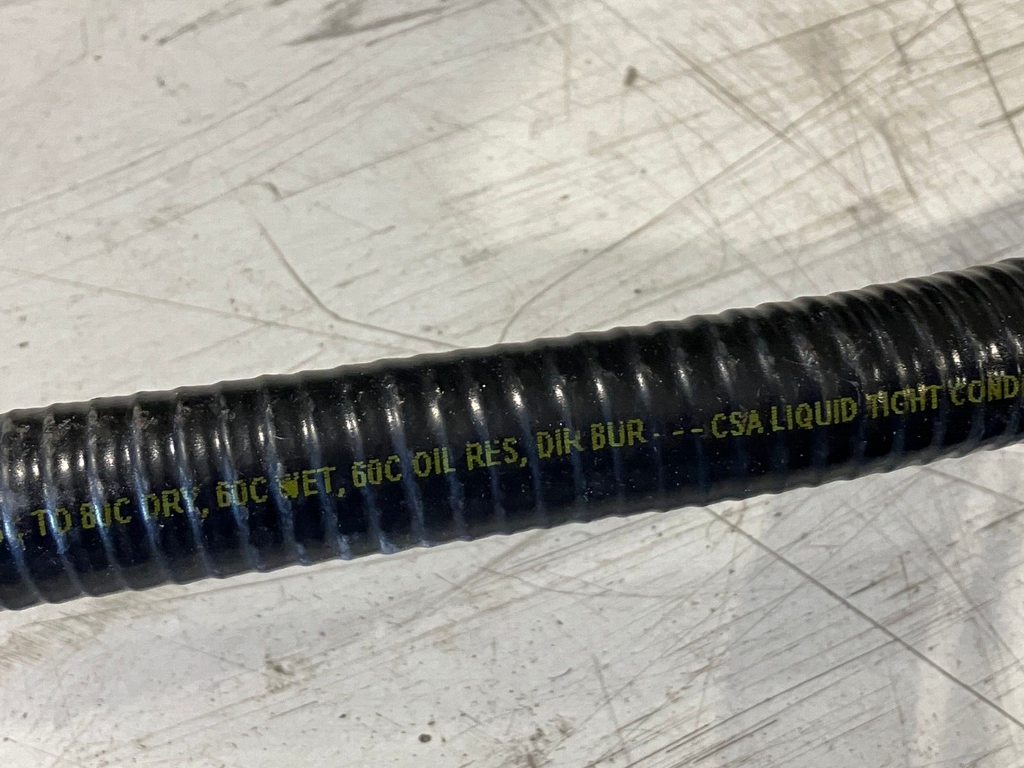 , TO 80C DRY, 60C WET, 60C OIL RES, DIR BUR - - - CSA LIQUID TIGHT COND